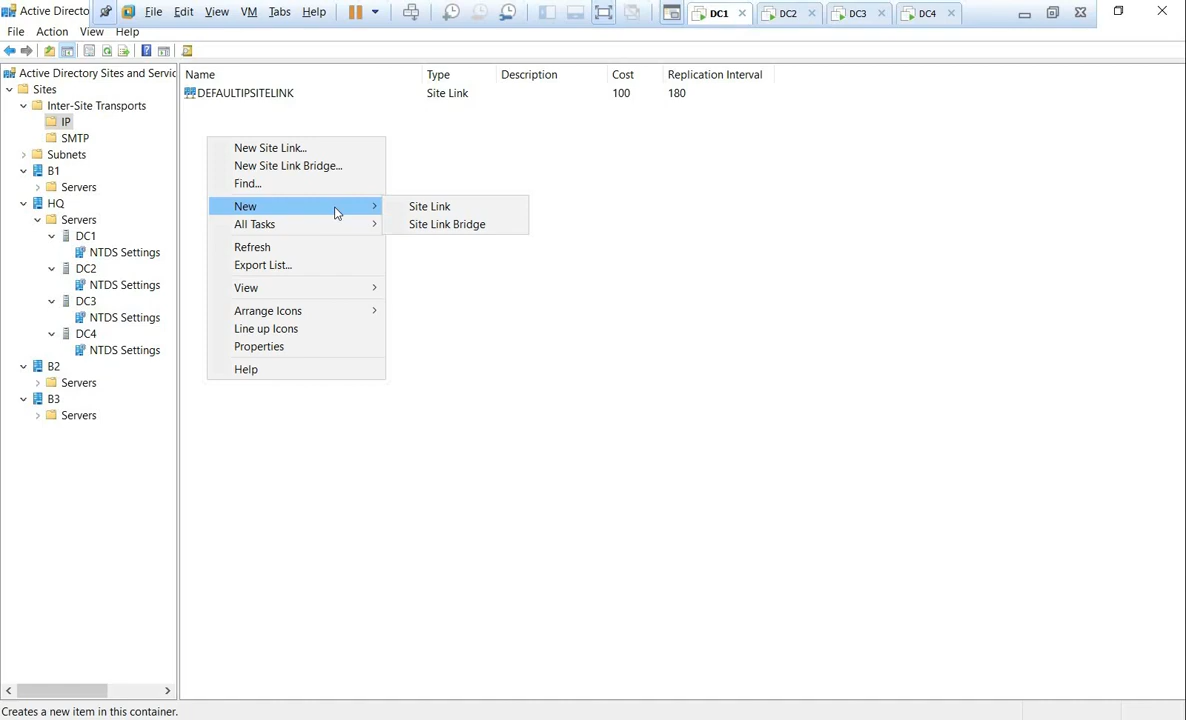 Active Directo File Edit View VM Tabs Help DC1 DC2 DC3 DC4
File Action View Help
Active Directory Sites and Servic
Sites
Inter-Site Transports
IP
SMTP
Subnets
B1
Servers
HQ
Servers
DC1
NTDS Settings
DC2
NTDS Settings
DC3
NTDS Settings
DC4
NTDS Settings
B2
Servers
B3
Servers
Name Type Description Cost Replication Interval
DEFAULTIPSITELINK Site Link 100 180
New Site Link...
New Site Link Bridge...
Find...
New
All Tasks
Refresh
Export List...
View
Arrange Icons
Line up Icons
Properties
Help
Site Link
Site Link Bridge
Creates a new item in this container.